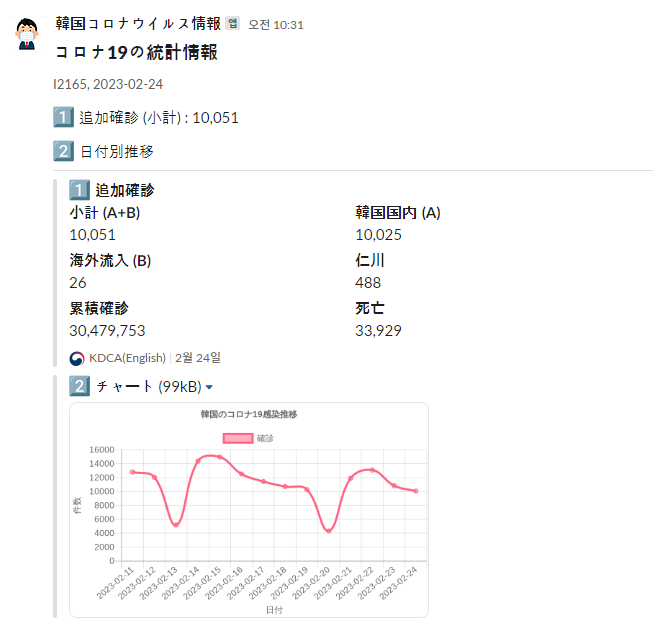 韓国コロナウイルス情報 앱 오전 10:31
コロナ19の統計情報
I2165, 2023-02-24
1 追加確診 (小計) : 10,051
2 日付別推移
1 追加確診
小計 (A+B) 韓国国内 (A)
10,051 10,025
海外流入 (B) 仁川
26 488
累積確診 死亡
30,479,753 33,929
KDCA(English) | 2월 24일
2 チャート (99kB)
韓国のコロナ19感染推移
確診
16000
14000
12000
10000
8000
6000
4000
2000
0
件数
2023-02-11 2023-02-12 2023-02-13 2023-02-14 2023-02-15 2023-02-16 2023-02-17 2023-02-18 2023-02-19 2023-02-20 2023-02-21 2023-02-22 2023-02-23 2023-02-24
日付